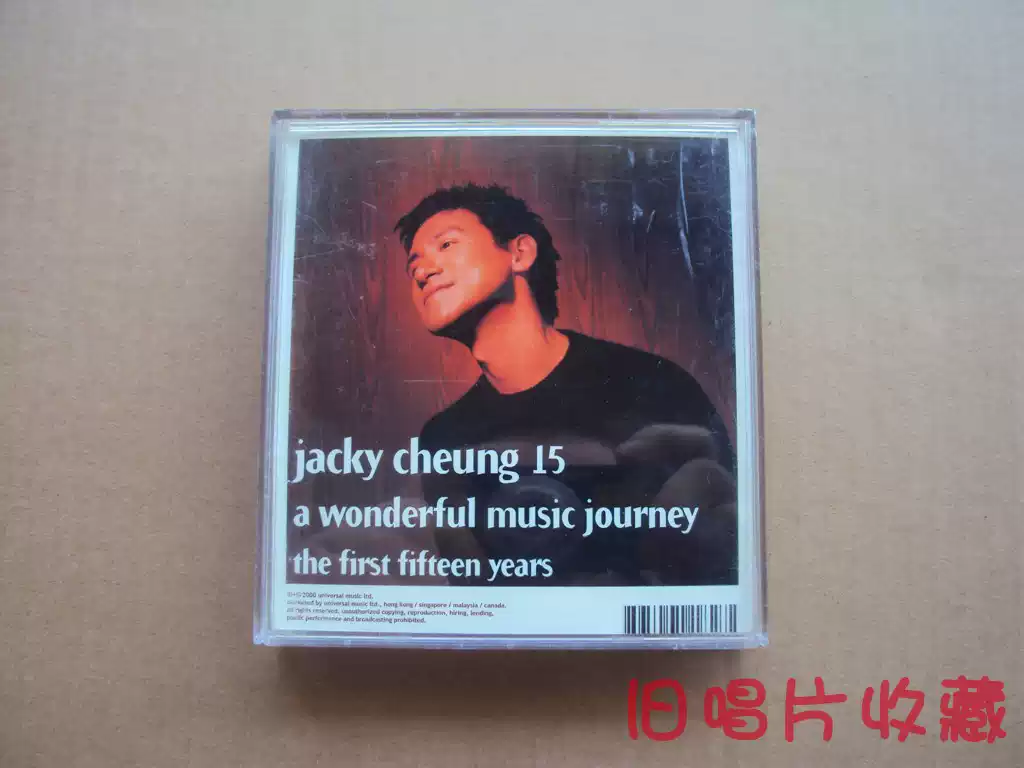 jacky cheung 15
a wonderful music journey
the first fifteen years
℗+© 2000 universal music ltd.
marketed by universal music ltd., hong kong / singapore / malaysia / canada.
all rights reserved. unauthorized copying, reproduction, hiring, lending,
public performance and broadcasting prohibited.
旧唱片收藏